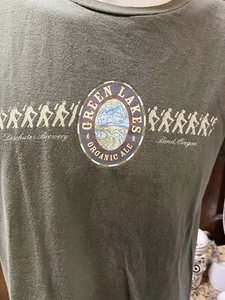 GREEN LAKES
Deschutes Brewery
Bend, Oregon
ORGANIC ALE